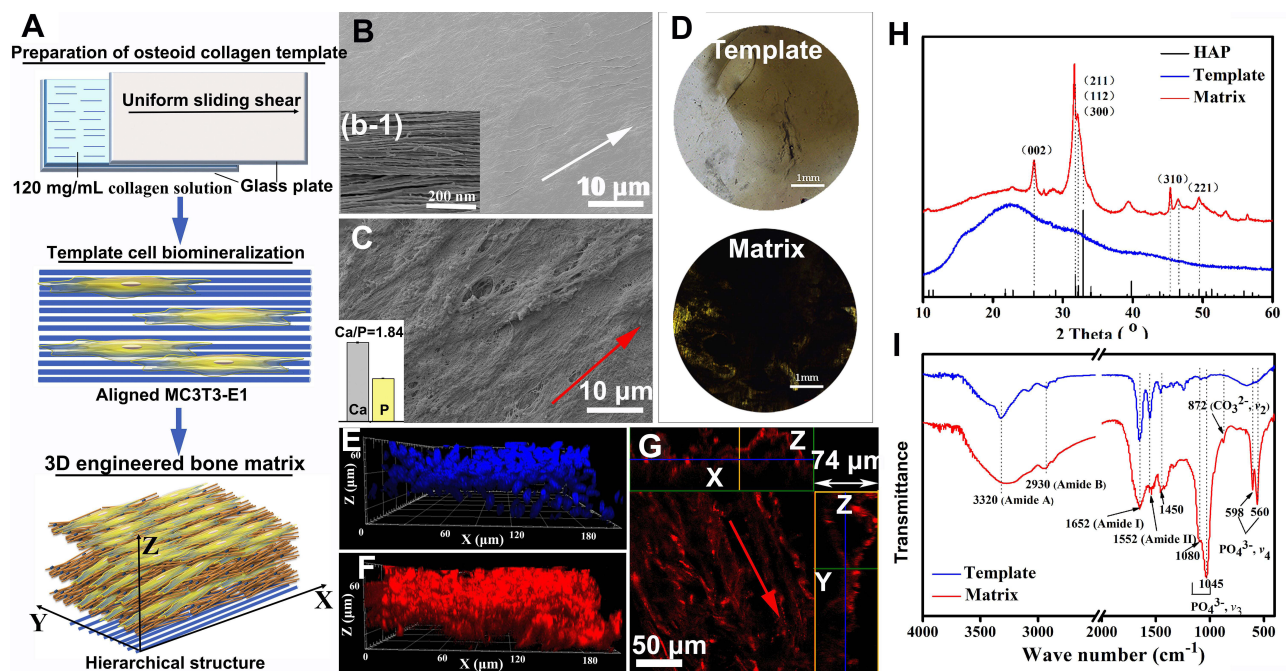 A
Preparation of osteoid collagen template
Uniform sliding shear
120 mg/mL collagen solution
Glass plate
Template cell biomineralization
Aligned MC3T3-E1
3D engineered bone matrix
Z
X
Y
Hierarchical structure
B
(b-1)
200 nm
10 μm
C
Ca/P=1.84
Ca
P
10 μm
D
Template
1mm
Matrix
1mm
E
60
Z (μm)
0
0
60
X (μm)
120
180
F
60
Z (μm)
0
0
60
X (μm)
120
180
G
Z
X
74 μm
Z
Y
50 μm
H
HAP
Template
Matrix
(002)
(211)
(112)
(300)
(310)
(221)
10
20
30
40
50
60
2 Theta (°)
I
872 (CO₃²⁻, ν₂)
2930 (Amide B)
3320 (Amide A)
1450
1652 (Amide I)
1552 (Amide II)
1080
598
560
PO₄³⁻, ν₄
1045
PO₄³⁻, ν₃
Template
Matrix
Transmittance
4000
3000
2000
1500
1000
500
Wave number (cm⁻¹)